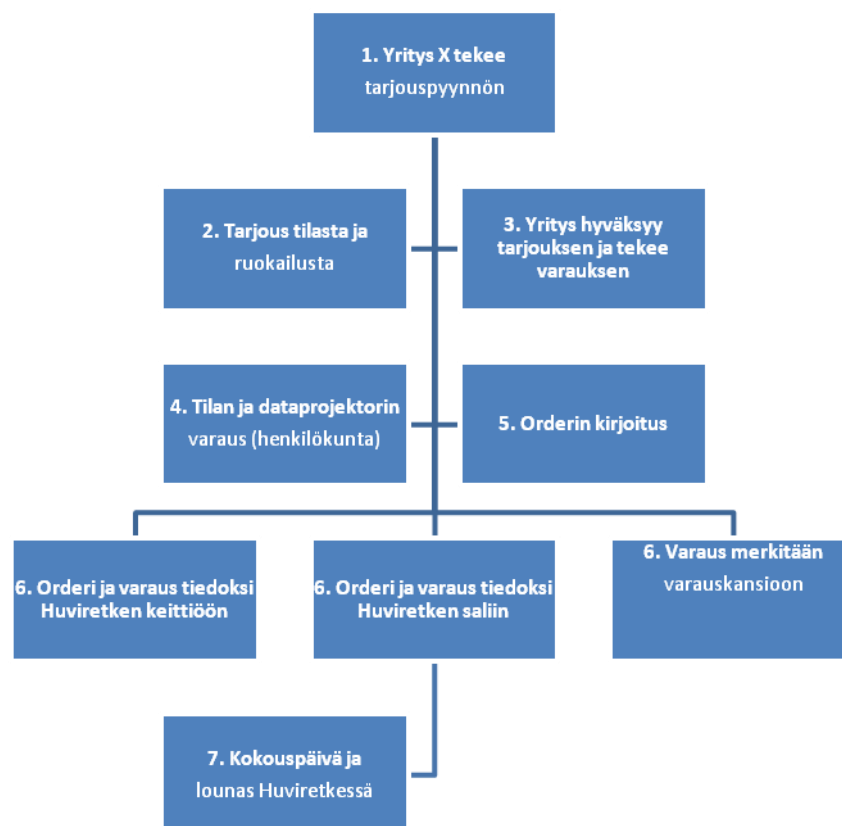 1. Yritys X tekee
tarjouspyynnön
2. Tarjous tilasta ja
ruokailusta
3. Yritys hyväksyy
tarjouksen ja tekee
varauksen
4. Tilan ja dataprojektorin
varaus (henkilökunta)
5. Orderin kirjoitus
6. Orderi ja varaus tiedoksi
Huviretken keittiöön
6. Orderi ja varaus tiedoksi
Huviretken saliin
6. Varaus merkitään
varauskansioon
7. Kokouspäivä ja
lounas Huviretkessä